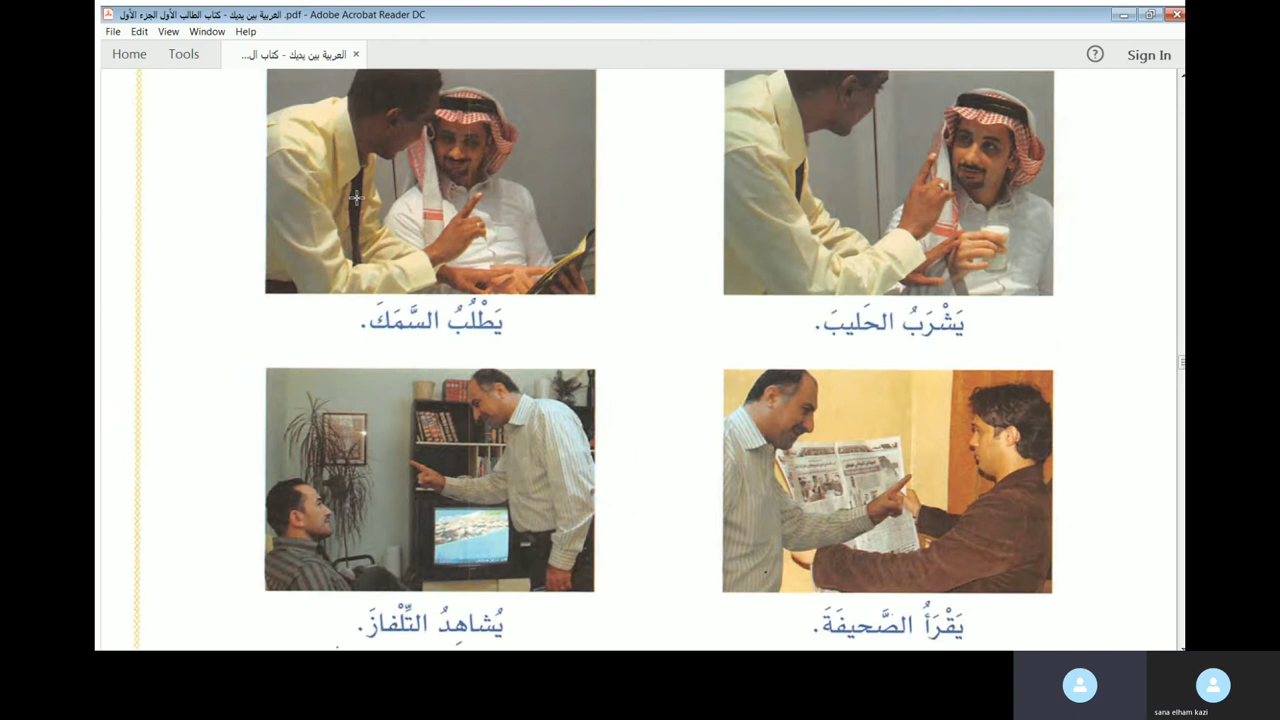 العربية بين يديك - كتاب الطالب الأول الجزء الأول .pdf - Adobe Acrobat Reader DC
File Edit View Window Help
Home Tools العربية بين يديك - كتاب ال... × ? Sign In
يَشْرَبُ الحَليبَ.
يَطْلُبُ السَّمَكَ.
يَقْرَأُ الصَّحيفَةَ.
يُشاهِدُ التِّلْفازَ.
sana elham kazi